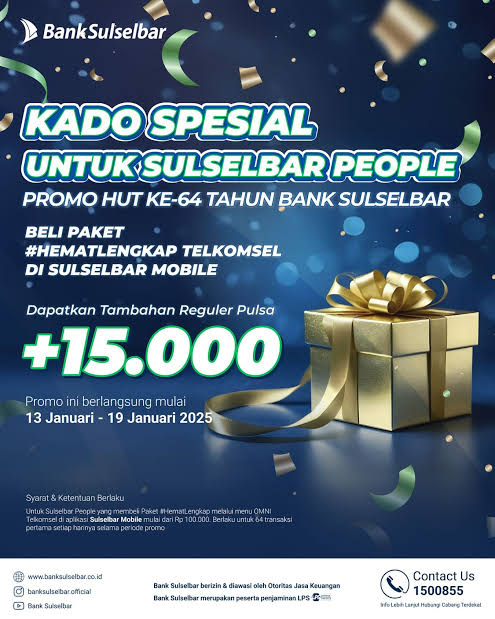 BankSulselbar
KADO SPESIAL
UNTUK SULSELBAR PEOPLE
PROMO HUT KE-64 TAHUN BANK SULSELBAR
BELI PAKET
#HEMATLENGKAP TELKOMSEL
DI SULSELBAR MOBILE
Dapatkan Tambahan Reguler Pulsa
+15.000
Promo ini berlangsung mulai
13 Januari - 19 Januari 2025
Syarat & Ketentuan Berlaku
Untuk Sulselbar People yang membeli Paket #HematLengkap melalui menu OMNI
Telkomsel di aplikasi Sulselbar Mobile mulai dari Rp 100.000. Berlaku untuk 64 transaksi
pertama setiap harinya selama periode promo
www.banksulselbar.co.id
banksulselbar.official
Bank Sulselbar
Bank Sulselbar berizin & diawasi oleh Otoritas Jasa Keuangan
Bank Sulselbar merupakan peserta penjaminan LPS
Contact Us
1500855
Info Lebih Lanjut Hubungi Cabang Terdekat